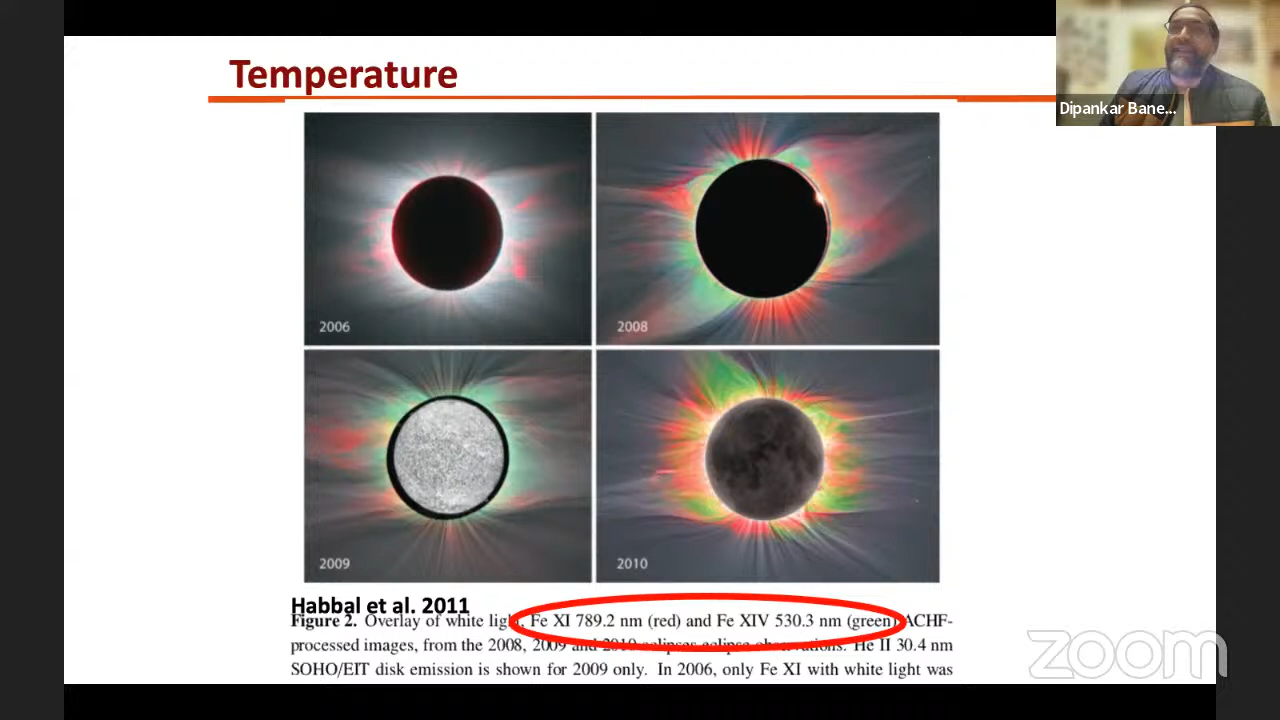 Temperature
Dipankar Bane...
2006
2008
2009
2010
Habbal et al. 2011
Figure 2. Overlay of white light, Fe XI 789.2 nm (red) and Fe XIV 530.3 nm (green) ACHF-
processed images, from the 2008, 2009 and 2010 eclipses eclipse observations. He II 30.4 nm
SOHO/EIT disk emission is shown for 2009 only. In 2006, only Fe XI with white light was
zoom